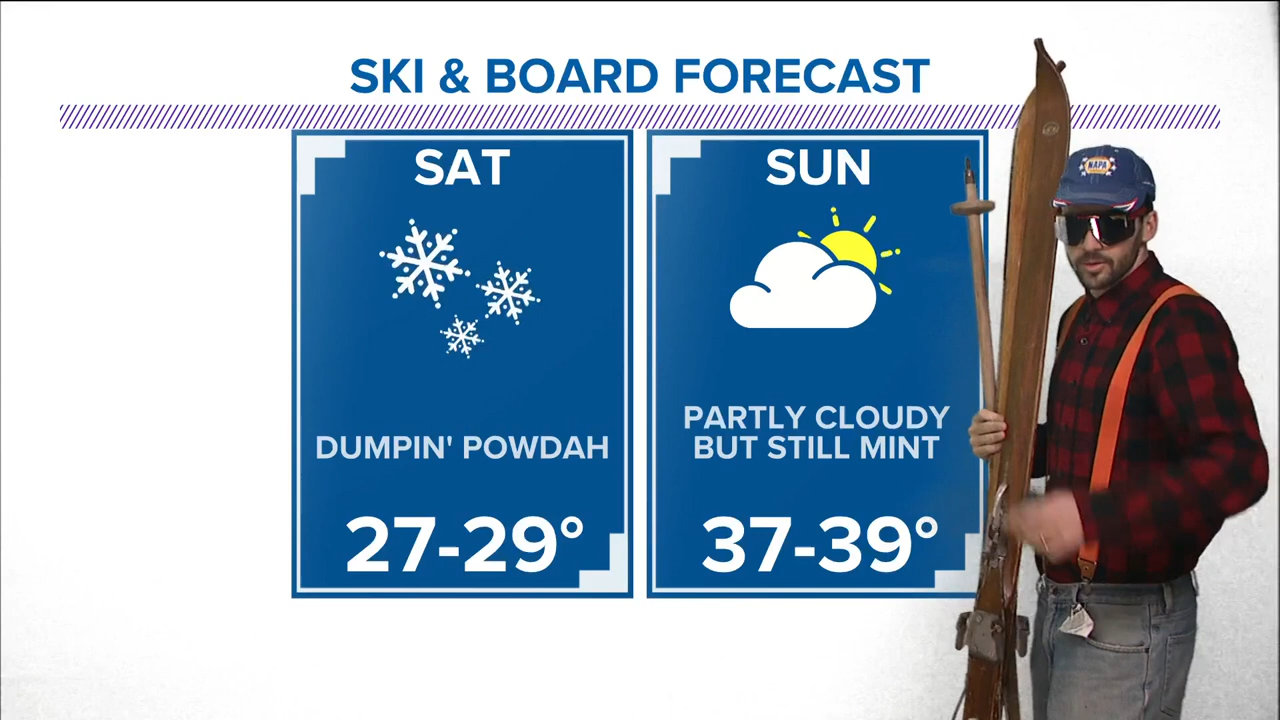 SKI & BOARD FORECAST
SAT
DUMPIN' POWDAH
27-29°
SUN
PARTLY CLOUDY
BUT STILL MINT
37-39°
NAPA